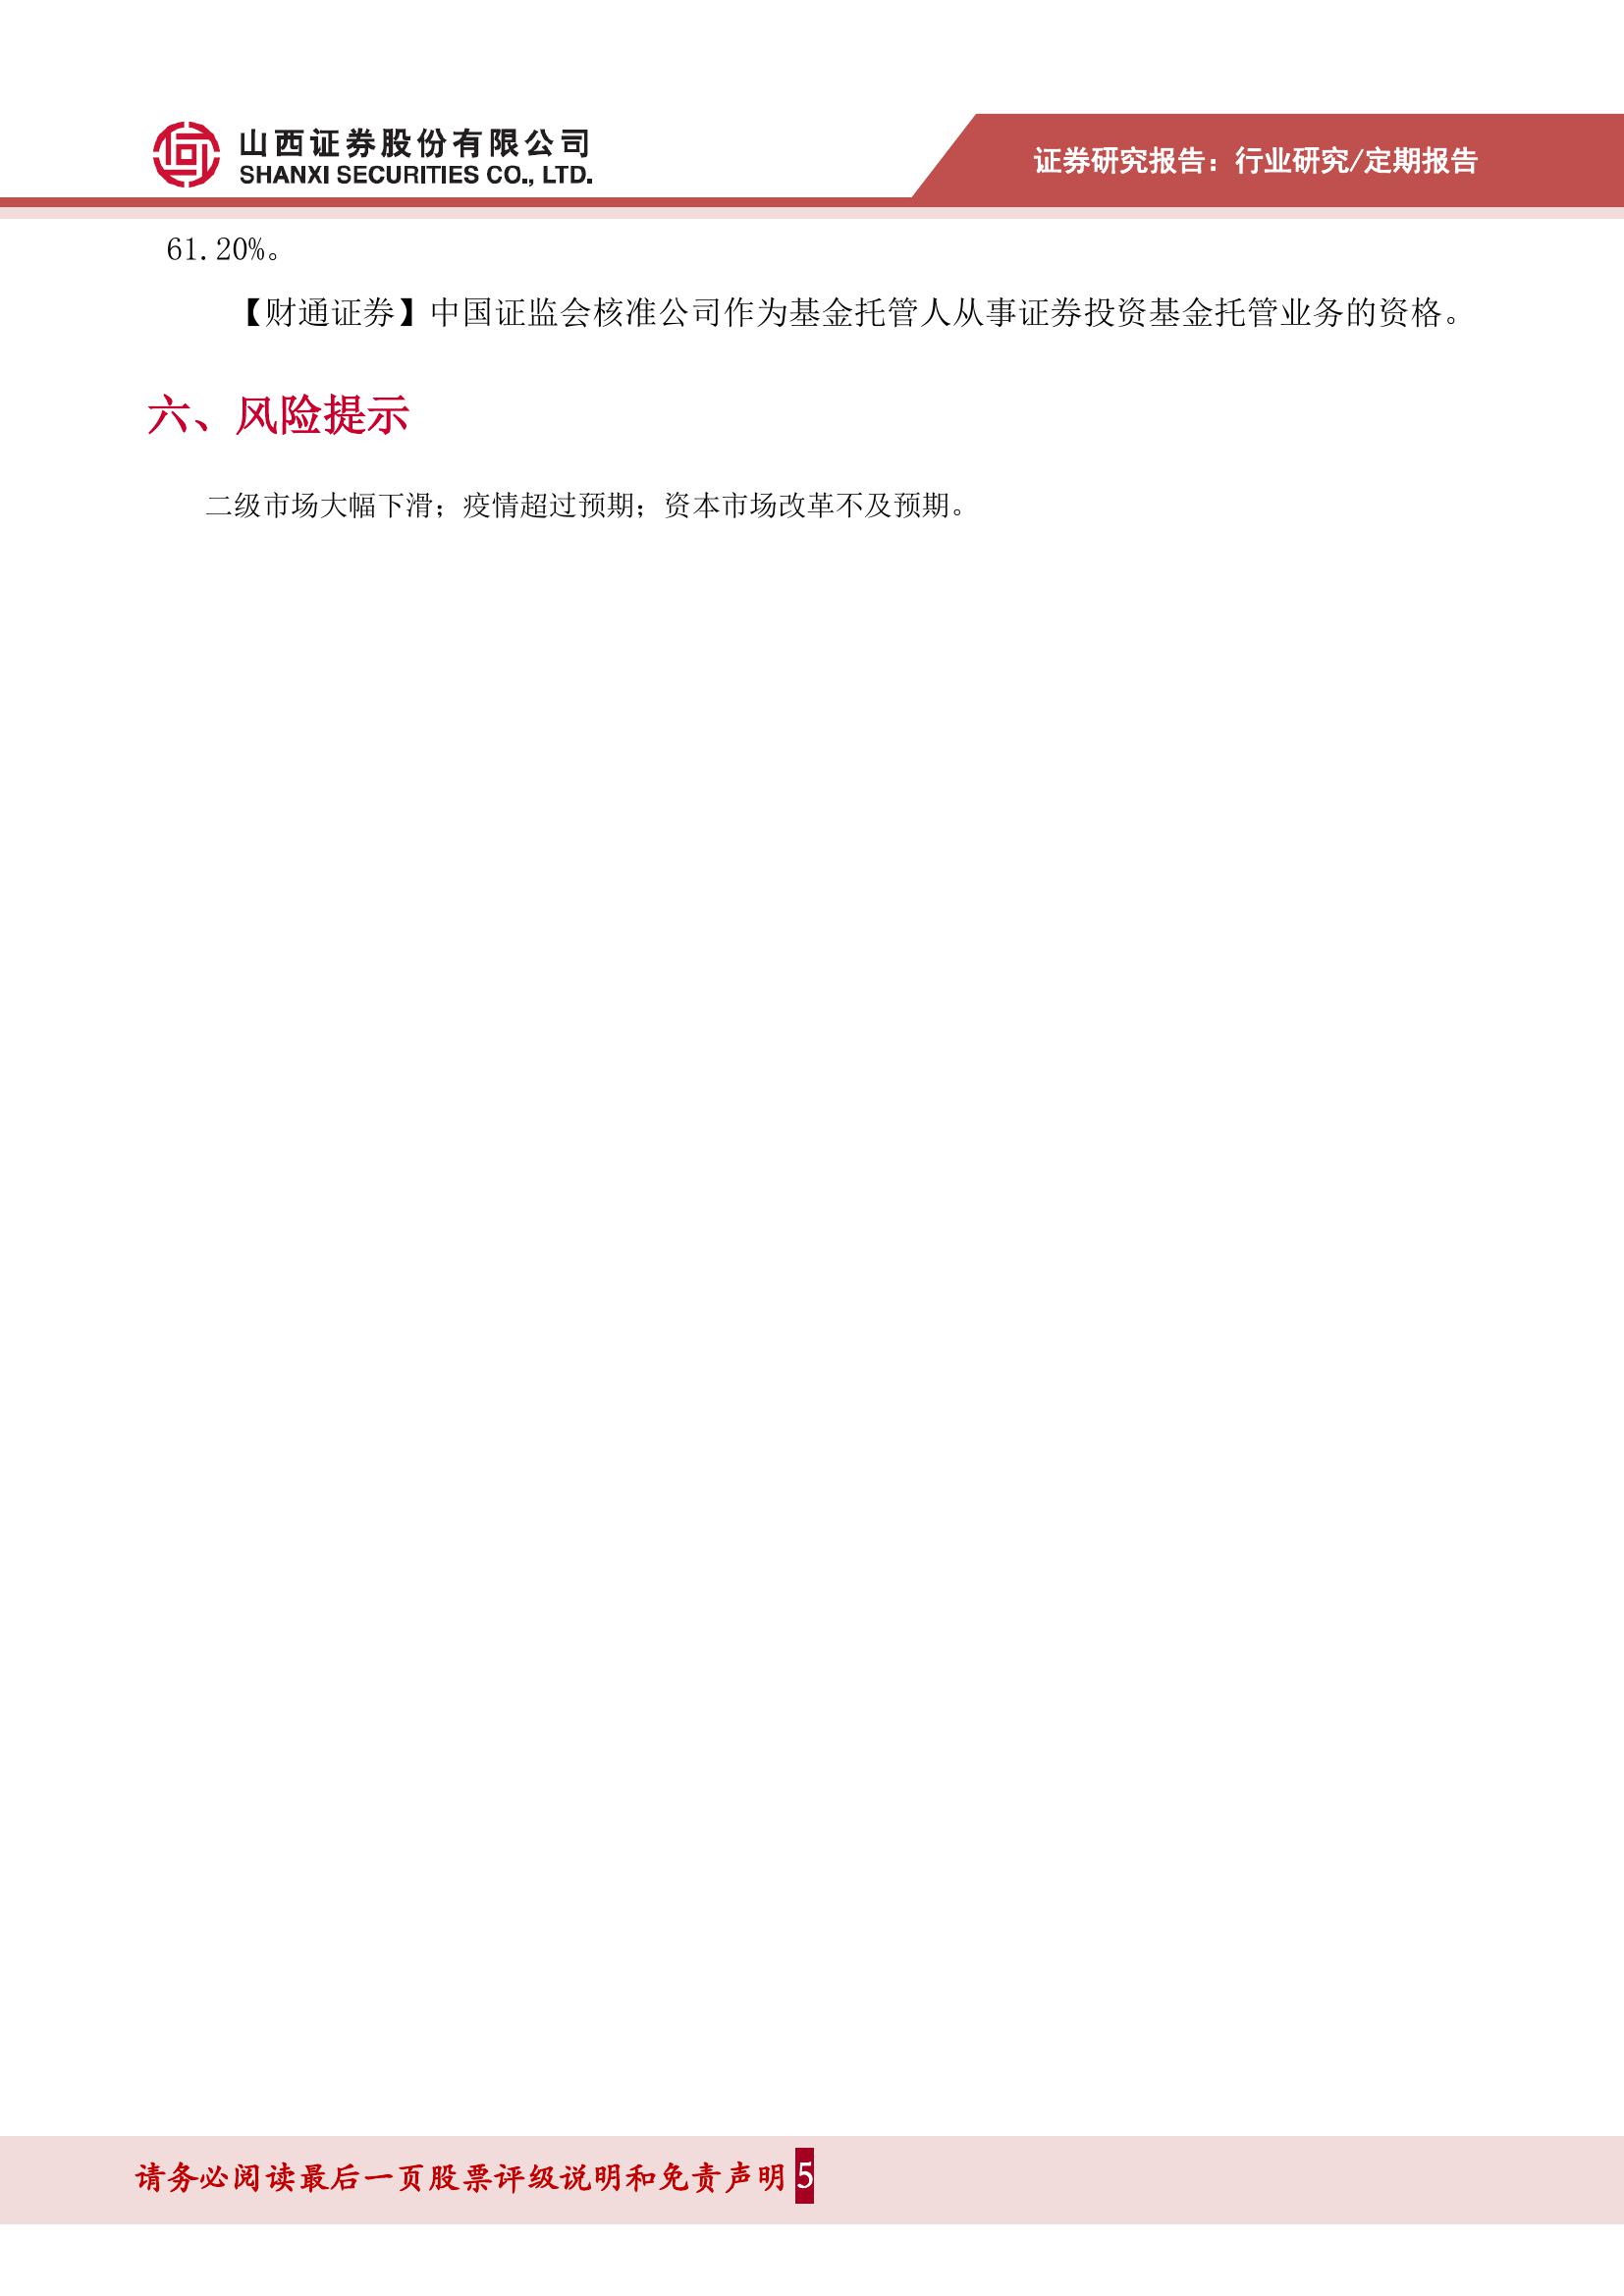 山西证券股份有限公司
SHANXI SECURITIES CO., LTD.
证券研究报告：行业研究/定期报告
61.20%。
【财通证券】中国证监会核准公司作为基金托管人从事证券投资基金托管业务的资格。
六、风险提示
二级市场大幅下滑；疫情超过预期；资本市场改革不及预期。
请务必阅读最后一页股票评级说明和免责声明 5